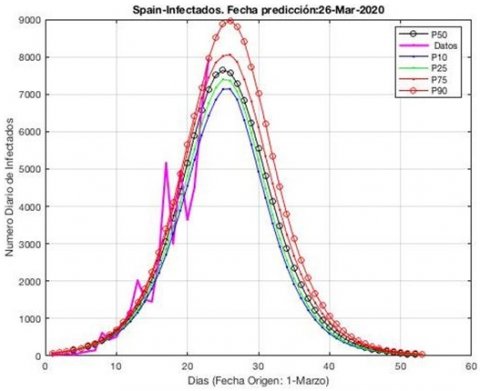 Spain-Infectados. Fecha predicción:26-Mar-2020
P50
Datos
P10
P25
P75
P90
Numero Diario de Infectados
9000
8000
7000
6000
5000
4000
3000
2000
1000
0
0 10 20 30 40 50 60
Dias (Fecha Origen: 1-Marzo)